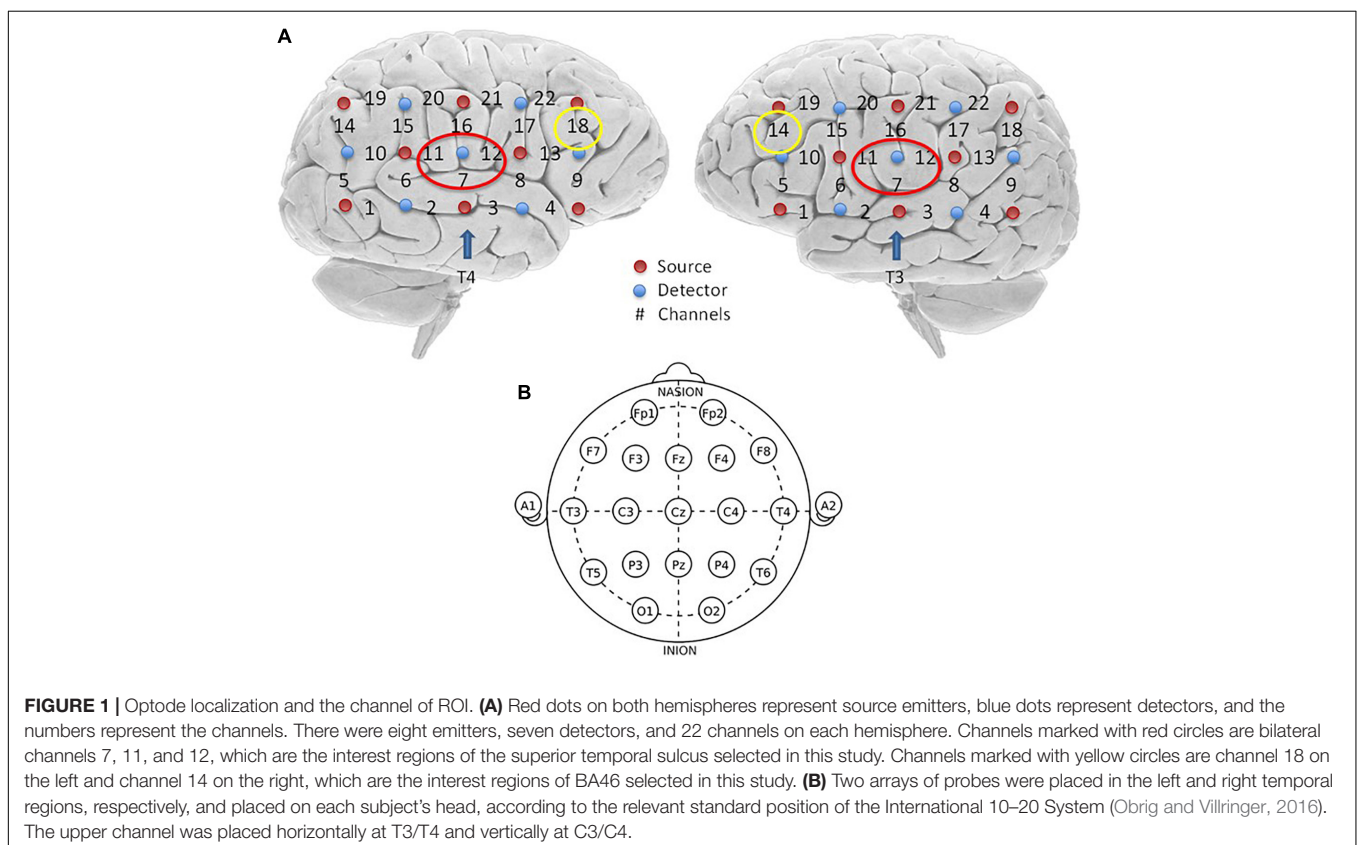 A
19 20 21 22 19 20 21 22
14 15 16 17 18 14 15 16 17 18
10 11 12 13 10 11 12 13
5 6 7 8 9 5 6 7 8 9
1 2 3 4 1 2 3 4
T4 T3
Source
Detector
# Channels
B
NASION
Fp1 Fp2
F7 F3 Fz F4 F8
A1 T3 C3 Cz C4 T4 A2
T5 P3 Pz P4 T6
O1 O2
INION
FIGURE 1 | Optode localization and the channel of ROI. (A) Red dots on both hemispheres represent source emitters, blue dots represent detectors, and the
numbers represent the channels. There were eight emitters, seven detectors, and 22 channels on each hemisphere. Channels marked with red circles are bilateral
channels 7, 11, and 12, which are the interest regions of the superior temporal sulcus selected in this study. Channels marked with yellow circles are channel 18 on
the left and channel 14 on the right, which are the interest regions of BA46 selected in this study. (B) Two arrays of probes were placed in the left and right temporal
regions, respectively, and placed on each subject's head, according to the relevant standard position of the International 10–20 System (Obrig and Villringer, 2016).
The upper channel was placed horizontally at T3/T4 and vertically at C3/C4.